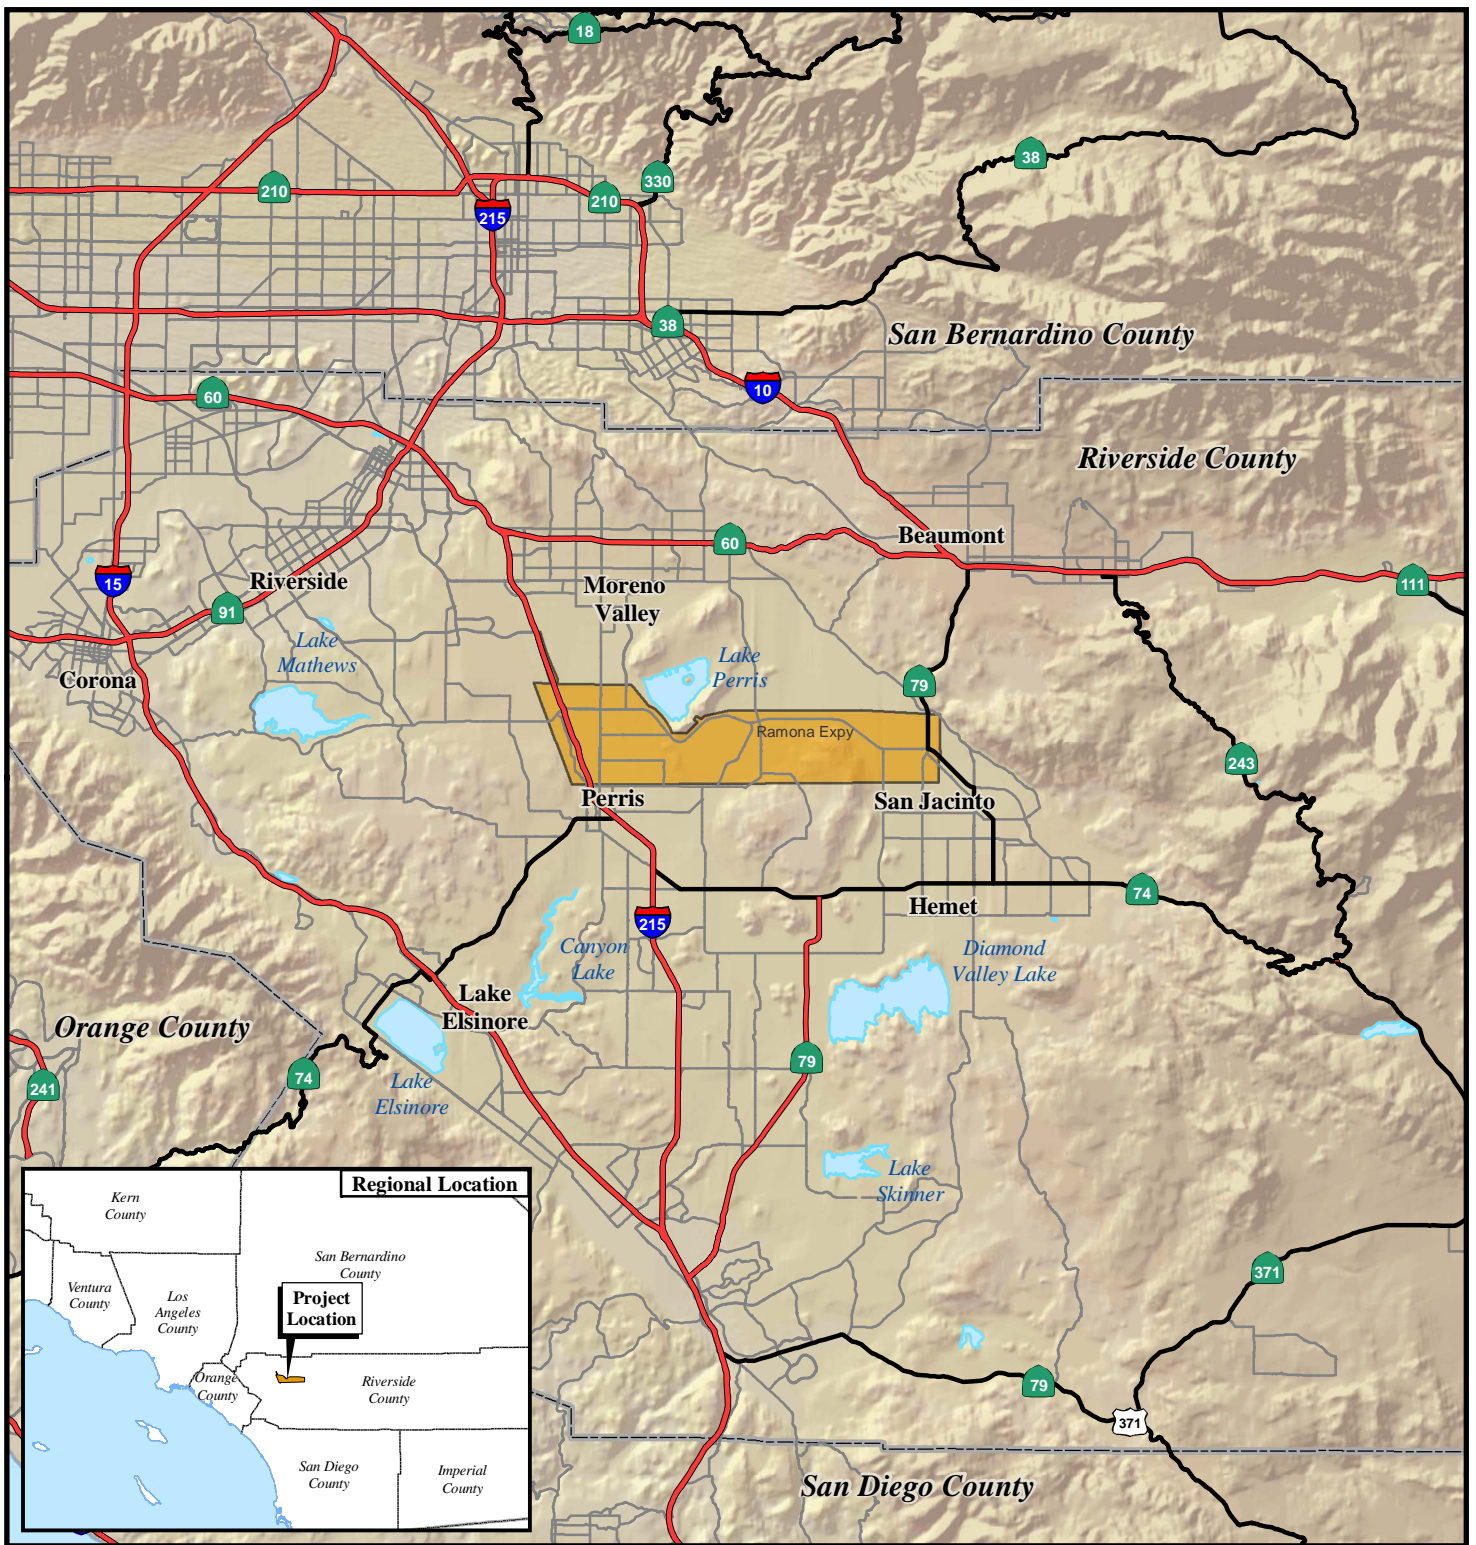 18
38
330
210
210
215
38
San Bernardino County
10
60
Riverside County
Beaumont
60
15
Riverside
Moreno
Valley
111
91
Lake
Mathews
Lake
Perris
Corona
79
Ramona Expy
243
Perris
San Jacinto
74
Hemet
215
Canyon
Lake
Diamond
Valley Lake
Lake
Elsinore
Orange County
79
74
241
Lake
Elsinore
Lake
Skinner
371
79
371
San Diego County
Regional Location
Kern
County
San Bernardino
County
Ventura
County
Los
Angeles
County
Project
Location
Orange
County
Riverside
County
San Diego
County
Imperial
County